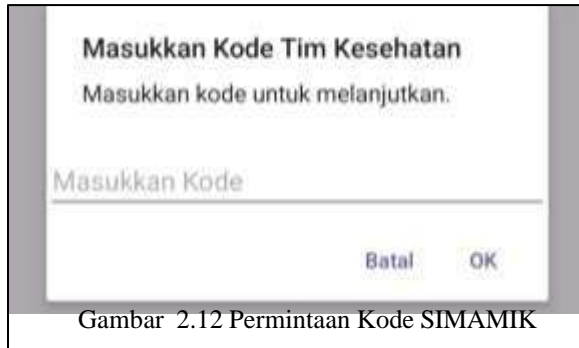 Masukkan Kode Tim Kesehatan
Masukkan kode untuk melanjutkan.
Masukkan Kode
Batal OK
Gambar 2.12 Permintaan Kode SIMAMIK